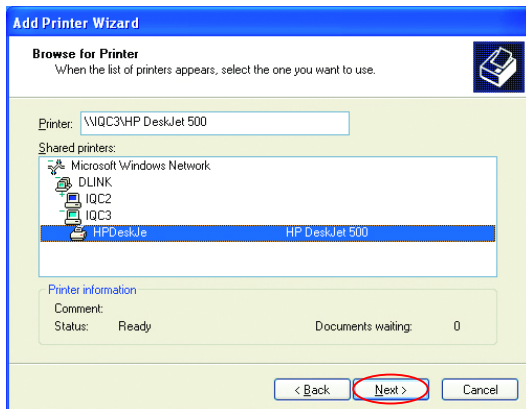 Add Printer Wizard
Browse for Printer
When the list of printers appears, select the one you want to use.
Printer: \\IQC3\HP DeskJet 500
Shared printers:
Microsoft Windows Network
DLINK
IQC2
IQC3
HPDeskJe HP DeskJet 500
Printer information
Comment:
Status: Ready Documents waiting: 0
< Back Next > Cancel